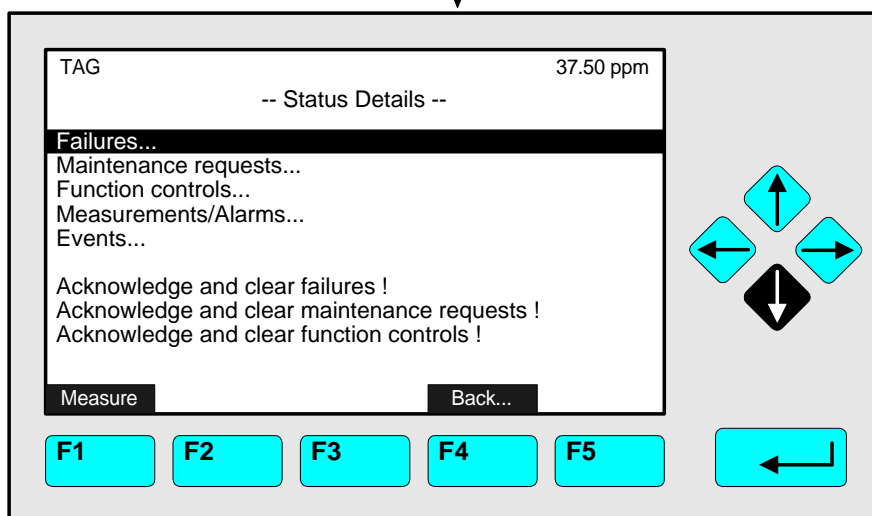 TAG 37.50 ppm
-- Status Details --
Failures...
Maintenance requests...
Function controls...
Measurements/Alarms...
Events...
Acknowledge and clear failures !
Acknowledge and clear maintenance requests !
Acknowledge and clear function controls !
Measure Back...
F1 F2 F3 F4 F5